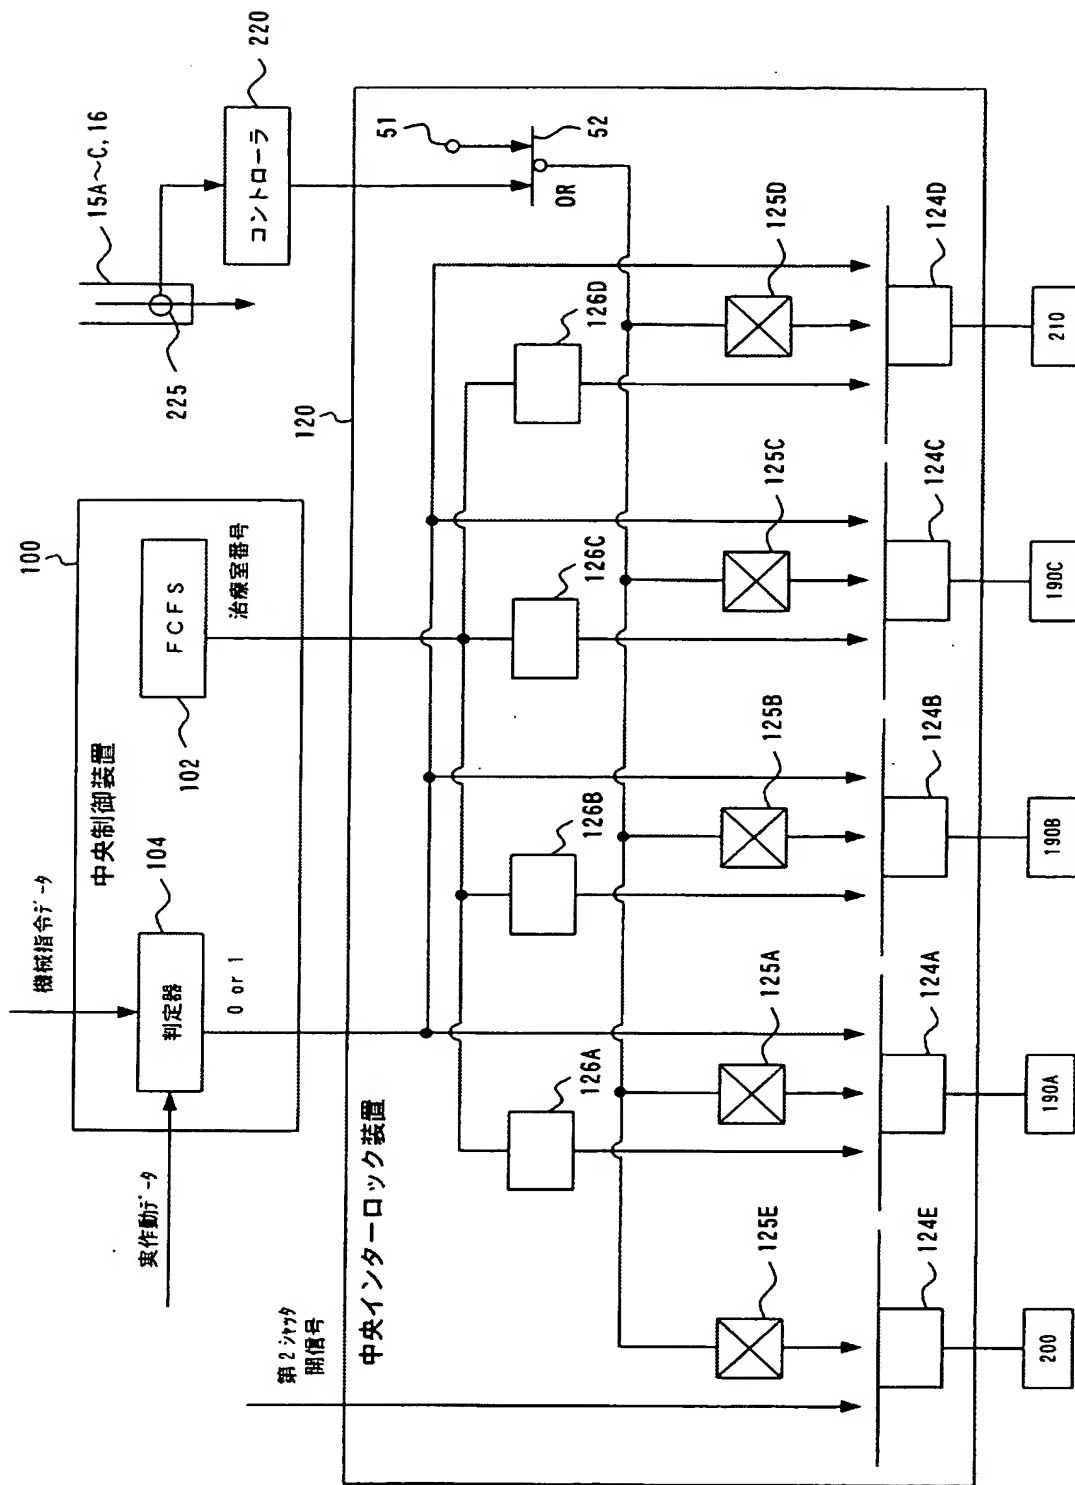 機械指令データ
実作動データ
100
中央制御装置
104
判定器
0 or 1
102
FCFS
治療室番号
15A～C, 16
225
コントローラ
220
120
中央インターロック装置
第2シャッタ
開信号
51
52
OR
126A
126B
126C
126D
125E
125A
125B
125C
125D
124E
124A
124B
124C
124D
200
190A
190B
190C
210